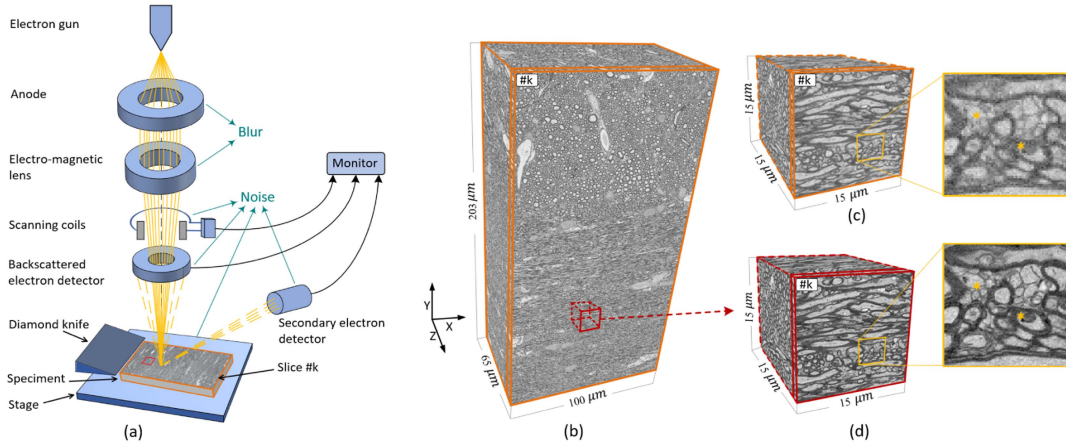 Electron gun
Anode
Electro-magnetic
lens
Scanning coils
Backscattered
electron detector
Diamond knife
Speciment
Stage
Blur
Noise
Monitor
Secondary electron
detector
Slice #k
(a)
#k
203 μm
65 μm
100 μm
Y
X
Z
(b)
#k
15 μm
15 μm
15 μm
(c)
#k
15 μm
15 μm
15 μm
(d)